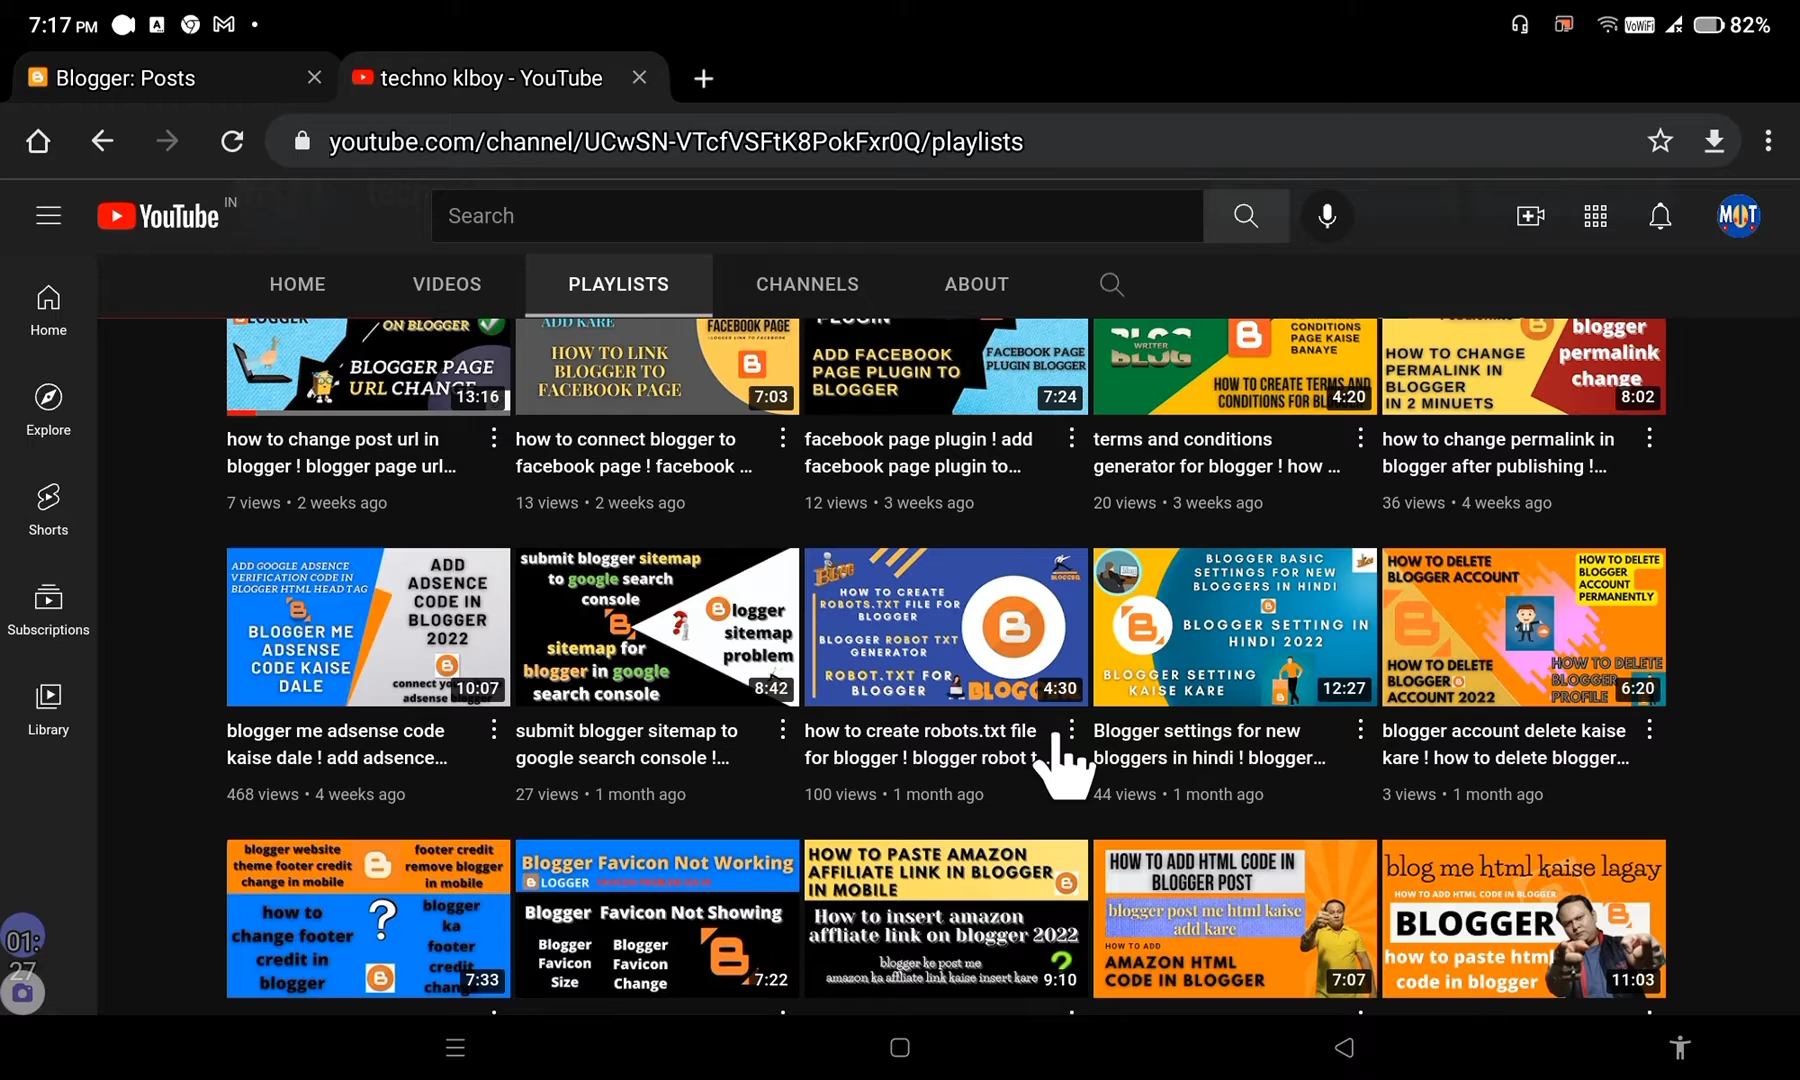 7:17 PM
VoWiFi
82%
Blogger: Posts
techno klboy - YouTube
youtube.com/channel/UCwSN-VTcfVSFtK8PokFxr0Q/playlists
YouTube
IN
Search
MOT
HOME
VIDEOS
PLAYLISTS
CHANNELS
ABOUT
Home
Explore
Shorts
Subscriptions
Library
ON BLOGGER
BLOGGER PAGE
URL CHANGE
13:16
ADD KARE
HOW TO LINK
BLOGGER TO
FACEBOOK PAGE
FACEBOOK PAGE
7:03
PLUGIN
ADD FACEBOOK
PAGE PLUGIN TO
BLOGGER
FACEBOOK PAGE
PLUGIN BLOGGER
7:24
WRITER
BLOG
CONDITIONS
PAGE KAISE
BANAYE
HOW TO CREATE TERMS AND
CONDITIONS FOR
4:20
HOW TO CHANGE
PERMALINK IN
BLOGGER
IN 2 MINUETS
blogger
permalink
change
8:02
how to change post url in
blogger ! blogger page url...
7 views • 2 weeks ago
how to connect blogger to
facebook page ! facebook ...
13 views • 2 weeks ago
facebook page plugin ! add
facebook page plugin to...
12 views • 3 weeks ago
terms and conditions
generator for blogger ! how ...
20 views • 3 weeks ago
how to change permalink in
blogger after publishing !...
36 views • 4 weeks ago
ADD GOOGLE ADSENCE
VERIFICATION CODE IN
BLOGGER HTML HEAD TAG
BLOGGER ME
ADSENSE
CODE KAISE
DALE
ADD
ADSENCE
CODE IN
BLOGGER
2022
10:07
submit blogger sitemap
to google search
console
sitemap for
blogger in google
search console
logger
sitemap
problem
8:42
BLOG
BLOGGER
HOW TO CREATE
ROBOTS.TXT FILE FOR
BLOGGER
BLOGGER ROBOT TXT
GENERATOR
ROBOT.TXT FOR
BLOGGER
4:30
BLOGGER BASIC
SETTINGS FOR NEW
BLOGGERS IN HINDI
BLOGGER SETTING IN
HINDI 2022
BLOGGER SETTING
KAISE KARE
12:27
HOW TO DELETE
BLOGGER ACCOUNT
HOW TO DELETE
BLOGGER
ACCOUNT
PERMANENTLY
HOW TO DELETE
BLOGGER
ACCOUNT 2022
HOW TO DELETE
BLOGGER
PROFILE
6:20
blogger me adsense code
kaise dale ! add adsence...
468 views • 4 weeks ago
submit blogger sitemap to
google search console !...
27 views • 1 month ago
how to create robots.txt file
for blogger ! blogger robot
100 views • 1 month ago
Blogger settings for new
bloggers in hindi ! blogger...
44 views • 1 month ago
blogger account delete kaise
kare ! how to delete blogger...
3 views • 1 month ago
blogger website
theme footer credit
change in mobile
footer credit
remove blogger
in mobile
how to
change footer
credit in
blogger
?
blogger
ka
footer
credit
7:33
Blogger Favicon Not Working
LOGGER
Blogger Favicon Not Showing
Blogger
Favicon
Size
Blogger
Favicon
Change
7:22
HOW TO PASTE AMAZON
AFFILIATE LINK IN BLOGGER
IN MOBILE
How to insert amazon
affliate link on blogger 2022
blogger ke post me
amazon ka affliate link kaise insert kare
?
9:10
HOW TO ADD HTML CODE IN
BLOGGER POST
blogger post me html kaise
add kare
HOW TO ADD
AMAZON HTML
CODE IN BLOGGER
7:07
blog me html kaise lagay
HOW TO ADD HTML CODE IN BLOGGER
BLOGGER
how to paste html
code in blogger
11:03
01:
27